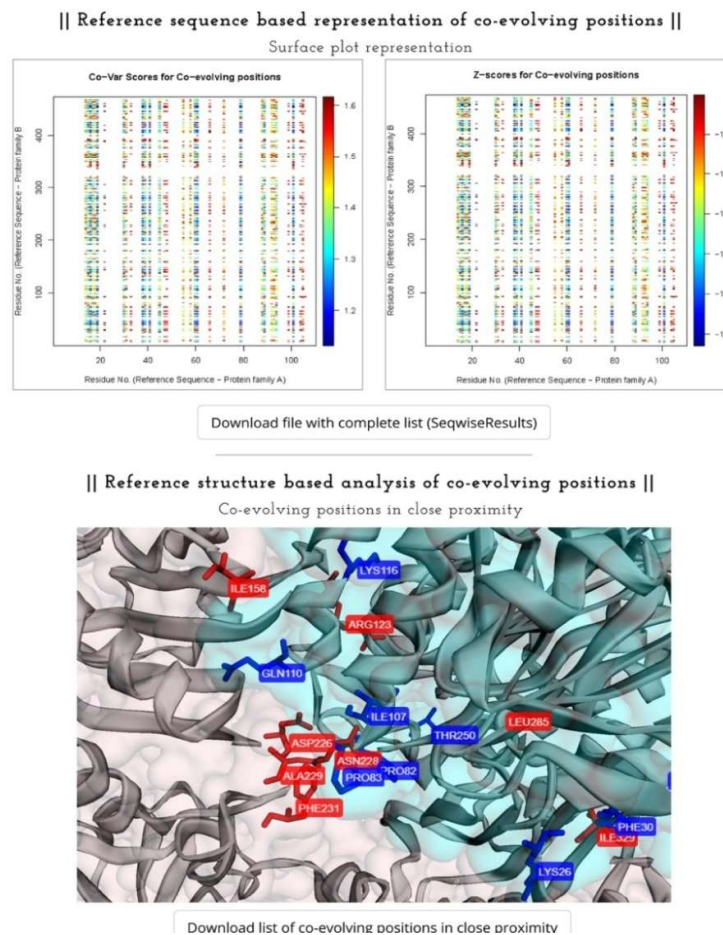 || Reference sequence based representation of co-evolving positions ||
Surface plot representation
Co-Var Scores for Co-evolving positions
Residue No. (Reference Sequence - Protein family B)
400
300
200
100
20
40
60
80
100
Residue No. (Reference Sequence - Protein family A)
1.6
1.5
1.4
1.3
1.2
Z-scores for Co-evolving positions
Residue No. (Reference Sequence - Protein family B)
400
300
200
100
20
40
60
80
100
Residue No. (Reference Sequence - Protein family A)
Download file with complete list (SeqwiseResults)
|| Reference structure based analysis of co-evolving positions ||
Co-evolving positions in close proximity
LYS116
ILE158
ARG123
GLN110
ILE107
LEU285
THR250
ASP226
ASN228
PRO82
ALA229
PRO83
PHE231
PHE30
ILE329
LYS26
Download list of co-evolving positions in close proximity